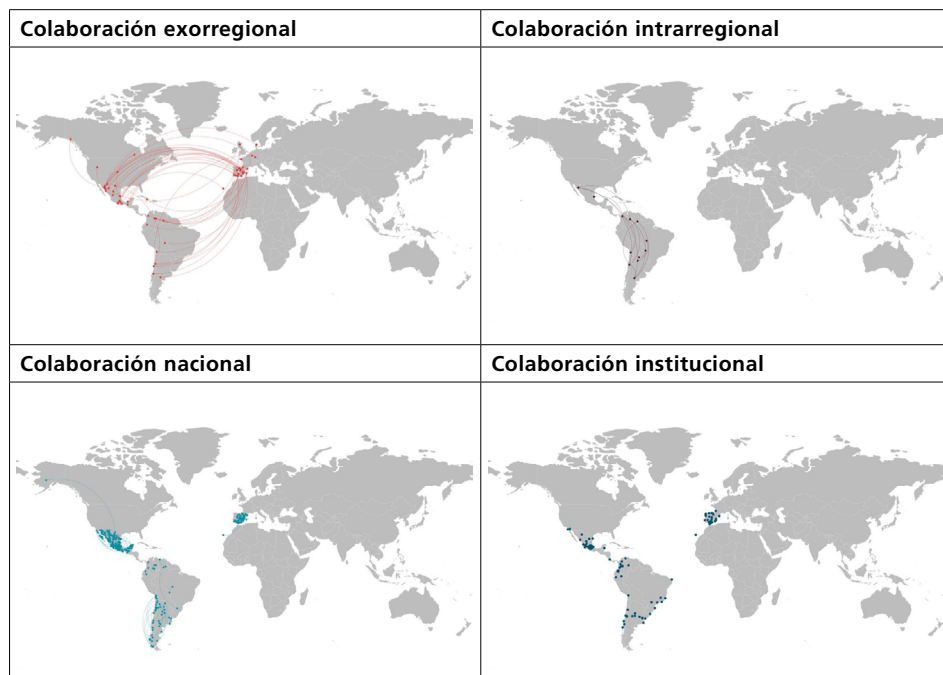 Colaboración exorregional
Colaboración intrarregional
Colaboración nacional
Colaboración institucional